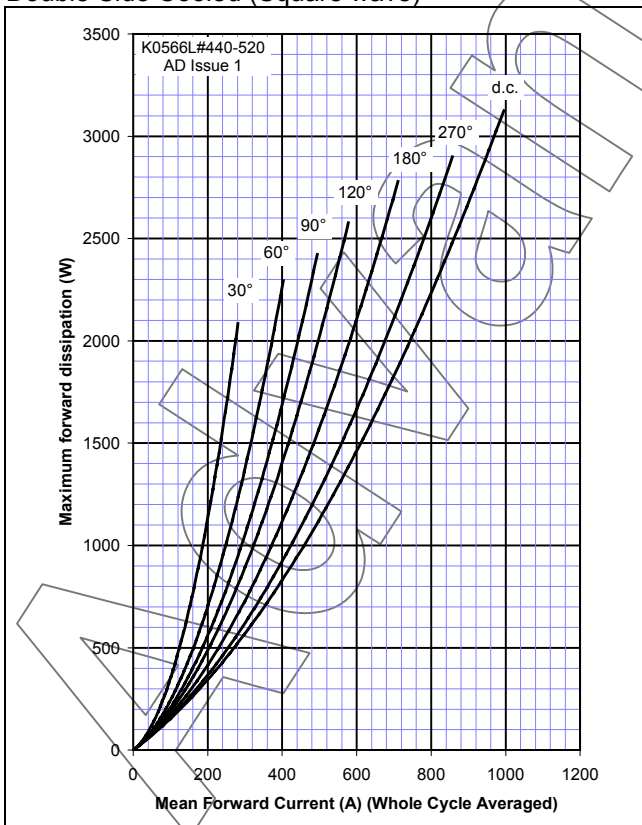 Double Side Cooled (Square wave)
K0566L#440-520
AD Issue 1
d.c.
270°
180°
120°
90°
60°
30°
Maximum forward dissipation (W)
3500
3000
2500
2000
1500
1000
500
0
0 200 400 600 800 1000 1200
Mean Forward Current (A) (Whole Cycle Averaged)